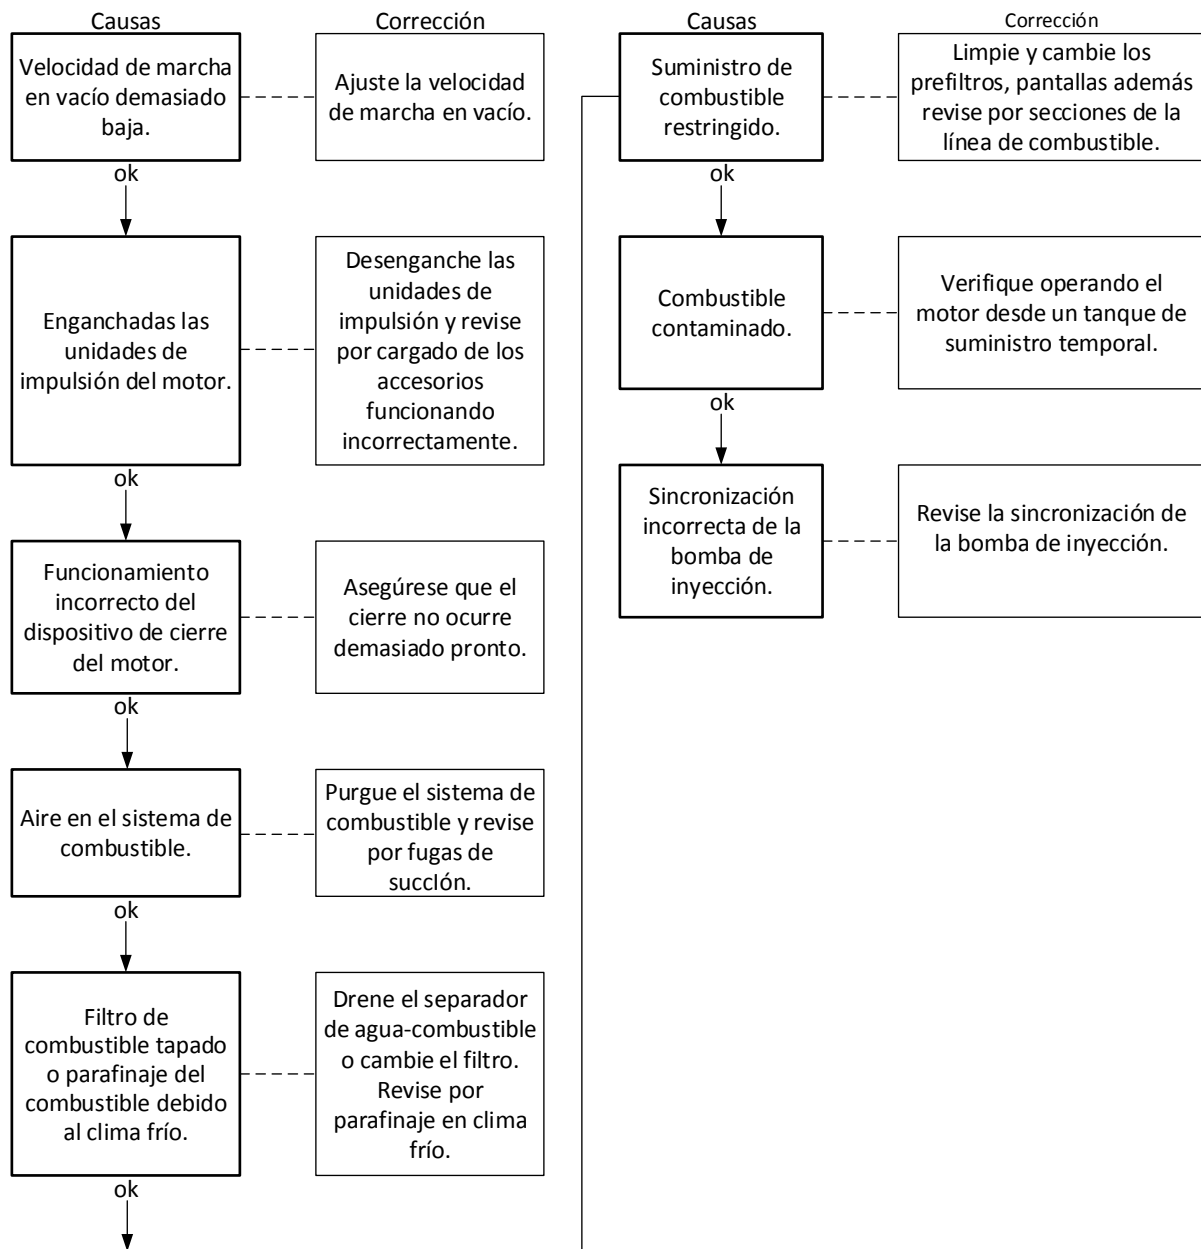 Causas
Corrección
Velocidad de marcha
en vacío demasiado
baja.
Ajuste la velocidad
de marcha en vacío.
ok
Enganchadas las
unidades de
impulsión del motor.
Desenganche las
unidades de
impulsión y revise
por cargado de los
accesorios
funcionando
incorrectamente.
ok
Funcionamiento
incorrecto del
dispositivo de cierre
del motor.
Asegúrese que el
cierre no ocurre
demasiado pronto.
ok
Aire en el sistema de
combustible.
Purgue el sistema de
combustible y revise
por fugas de
succlón.
ok
Filtro de
combustible tapado
o parafinaje del
combustible debido
al clima frío.
Drene el separador
de agua-combustible
o cambie el filtro.
Revise por
parafinaje en clima
frío.
ok
Causas
Corrección
Suministro de
combustible
restringido.
Limpie y cambie los
prefiltros, pantallas además
revise por secciones de la
línea de combustible.
ok
Combustible
contaminado.
Verifique operando el
motor desde un tanque de
suministro temporal.
ok
Sincronización
incorrecta de la
bomba de
inyección.
Revise la sincronización de
la bomba de inyección.